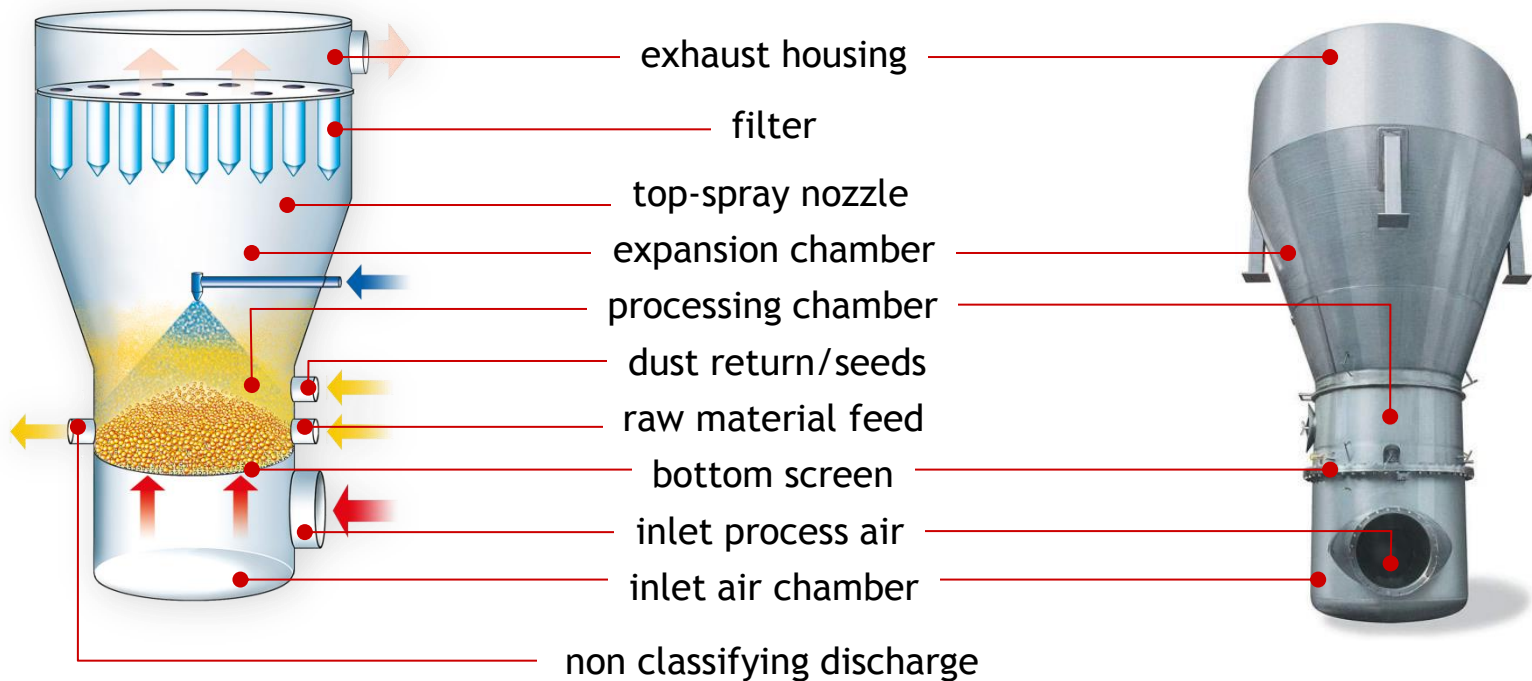 exhaust housing
filter
top-spray nozzle
expansion chamber
processing chamber
dust return/seeds
raw material feed
bottom screen
inlet process air
inlet air chamber
non classifying discharge